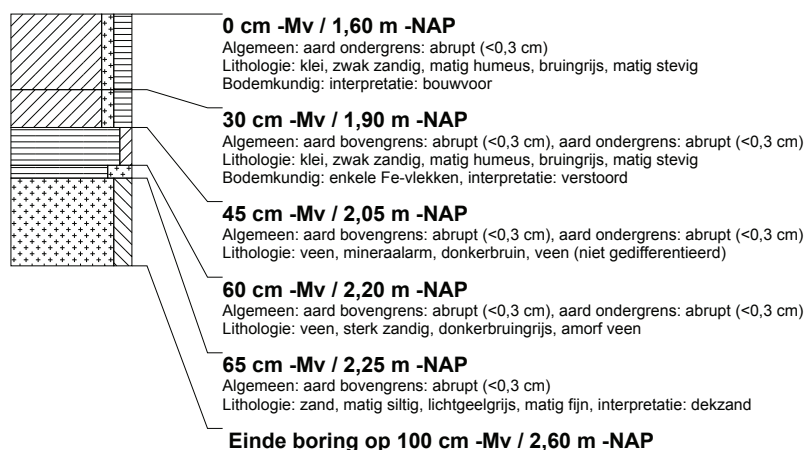 0 cm -Mv / 1,60 m -NAP
Algemeen: aard ondergrens: abrupt (<0,3 cm)
Lithologie: klei, zwak zandig, matig humeus, bruingrijs, matig stevig
Bodemkundig: interpretatie: bouwvoor
30 cm -Mv / 1,90 m -NAP
Algemeen: aard bovengrens: abrupt (<0,3 cm), aard ondergrens: abrupt (<0,3 cm)
Lithologie: klei, zwak zandig, matig humeus, bruingrijs, matig stevig
Bodemkundig: enkele Fe-vlekken, interpretatie: verstoord
45 cm -Mv / 2,05 m -NAP
Algemeen: aard bovengrens: abrupt (<0,3 cm), aard ondergrens: abrupt (<0,3 cm)
Lithologie: veen, mineraalarm, donkerbruin, veen (niet gedifferentieerd)
60 cm -Mv / 2,20 m -NAP
Algemeen: aard bovengrens: abrupt (<0,3 cm), aard ondergrens: abrupt (<0,3 cm)
Lithologie: veen, sterk zandig, donkerbruingrijs, amorf veen
65 cm -Mv / 2,25 m -NAP
Algemeen: aard bovengrens: abrupt (<0,3 cm)
Lithologie: zand, matig siltig, lichtgeelgrijs, matig fijn, interpretatie: dekzand
Einde boring op 100 cm -Mv / 2,60 m -NAP